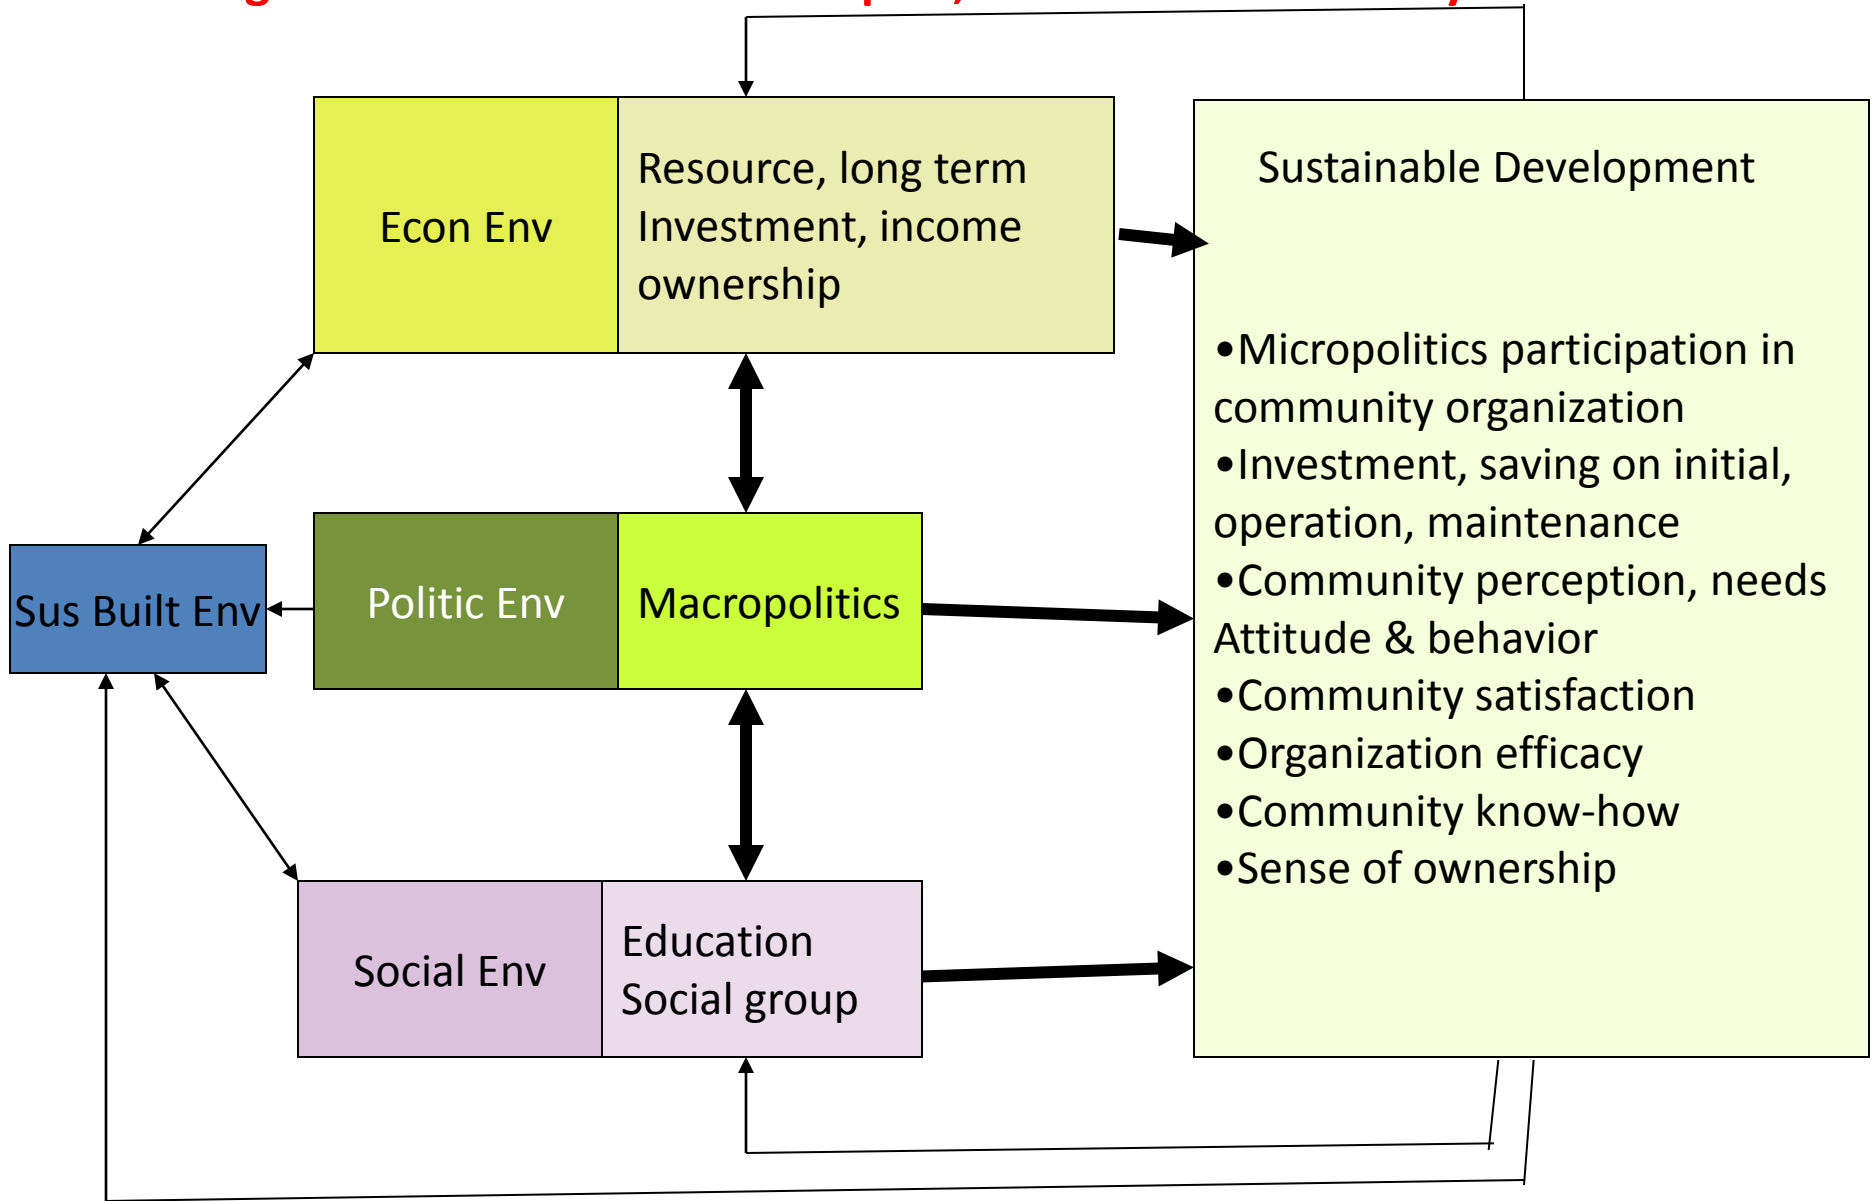 Econ Env
Resource, long term
Investment, income
ownership
Sustainable Development
•Micropolitics participation in
community organization
•Investment, saving on initial,
operation, maintenance
•Community perception, needs
Attitude & behavior
•Community satisfaction
•Organization efficacy
•Community know-how
•Sense of ownership
Sus Built Env
Politic Env
Macropolitics
Social Env
Education
Social group